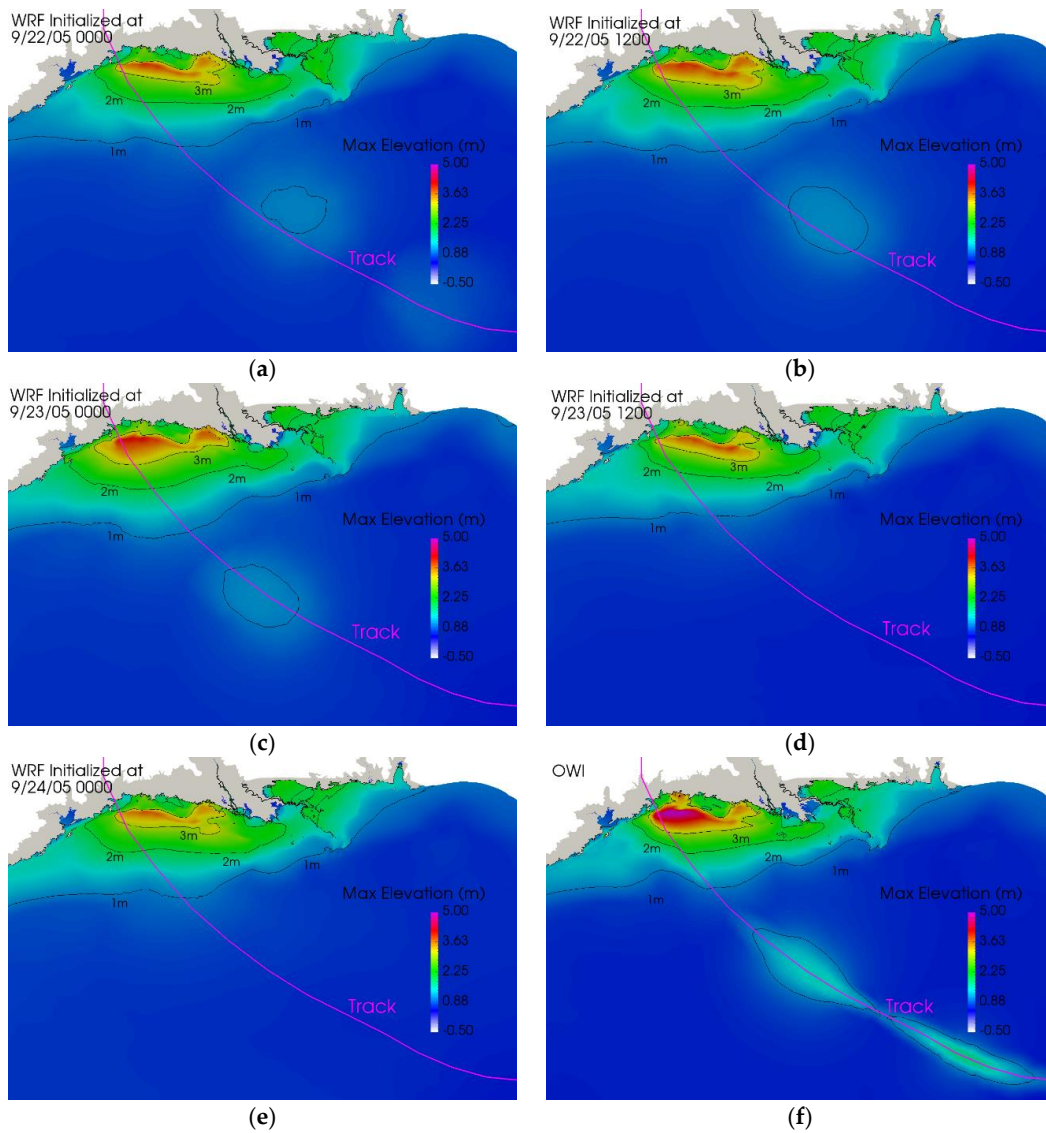 WRF Initialized at
9/22/05 0000
3m
2m
2m
1m
1m
Max Elevation (m)
5.00
3.63
2.25
0.88
-0.50
Track
(a)
WRF Initialized at
9/22/05 1200
3m
2m
2m
1m
1m
Max Elevation (m)
5.00
3.63
2.25
0.88
-0.50
Track
(b)
WRF Initialized at
9/23/05 0000
3m
2m
2m
1m
1m
Max Elevation (m)
5.00
3.63
2.25
0.88
-0.50
Track
(c)
WRF Initialized at
9/23/05 1200
3m
2m
2m
1m
1m
Max Elevation (m)
5.00
3.63
2.25
0.88
-0.50
Track
(d)
WRF Initialized at
9/24/05 0000
3m
2m
2m
1m
1m
Max Elevation (m)
5.00
3.63
2.25
0.88
-0.50
Track
(e)
OWI
3m
2m
2m
1m
1m
Max Elevation (m)
5.00
3.63
2.25
0.88
-0.50
Track
(f)